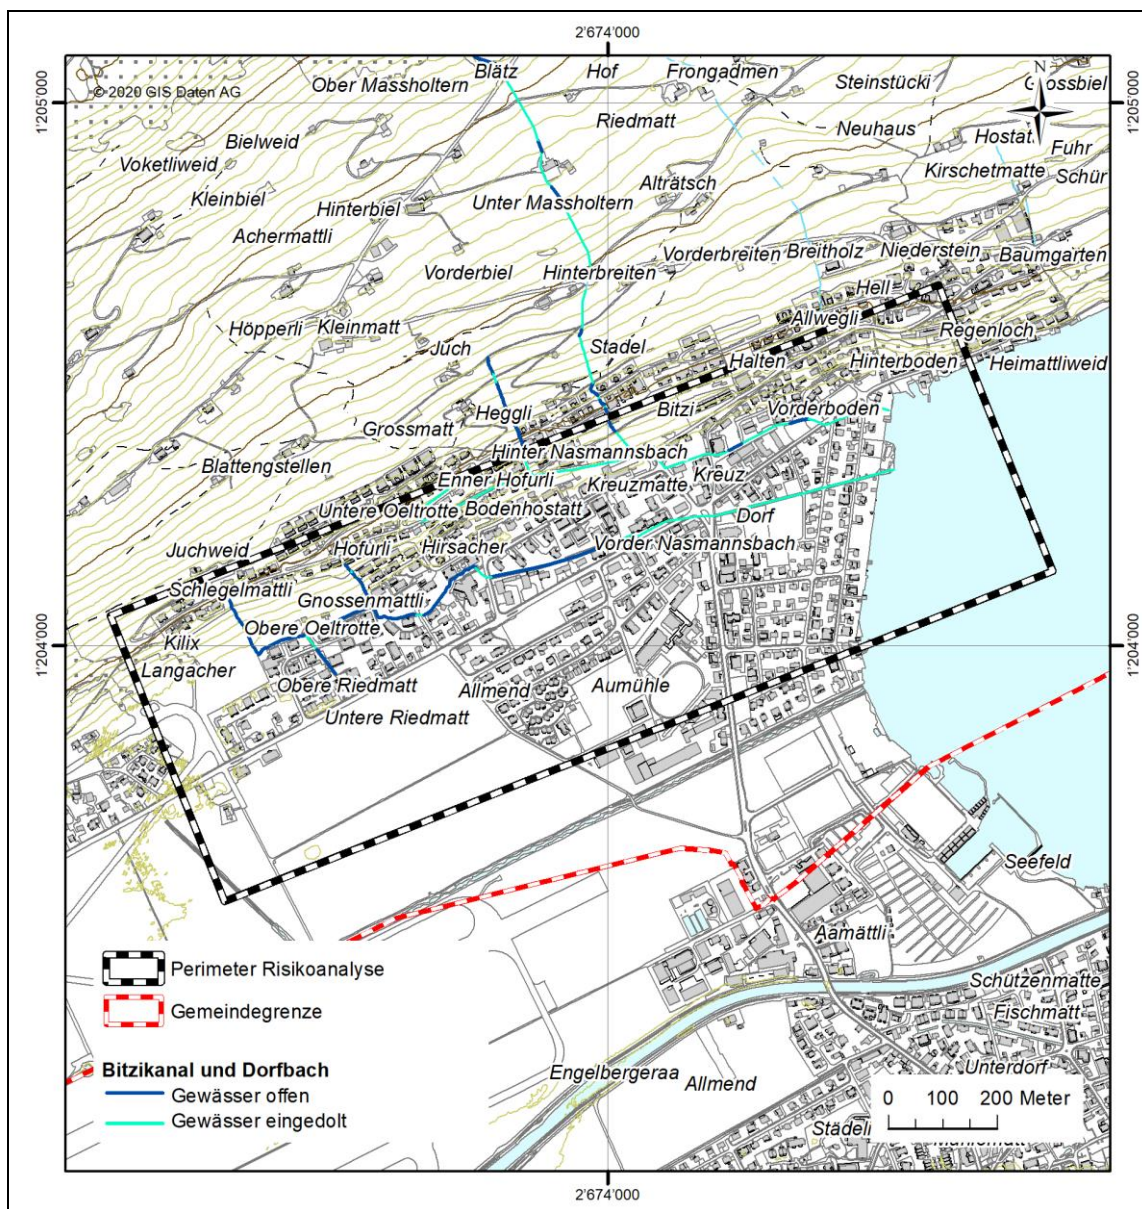 2'674'000
Blätz
Hof
Frongadmen
Steinstücki
N
Grossbiel
Ober Massholtern
© 2020 GIS Daten AG
1'205'000
1'205'000
Riedmatt
Neuhaus
Hostatt
Fuhr
Bielweid
Voketliweid
Kirschetmatte
Schür
Kleinbiel
Alträtsch
Hinterbiel
Unter Massholtern
Achermattli
Vorderbreiten
Breitholz
Niederstein
Baumgarten
Vorderbiel
Hinterbreiten
Hell
Höpperli
Kleinmatt
Allwegli
Regenloch
Juch
Stadel
Halten
Hinterboden
Heimattliweid
Heggli
Bitzi
Vorderboden
Grossmatt
Hinter Nasmannsbach
Blattengstellen
Enner Hofurli
Kreuzmatte
Kreuz
Untere Oeltrotte
Bodenhostatt
Dorf
Juchweid
Hofurli
Hirsacher
Vorder Nasmannsbach
Schlegelmattli
Gnossenmattli
Obere Oeltrotte
Kilix
Langacher
1'204'000
1'204'000
Obere Riedmatt
Allmend
Aumühle
Untere Riedmatt
Seefeld
Aamättli
Perimeter Risikoanalyse
Schützenmatte
Gemeindegrenze
Fischmatt
Bitzikanal und Dorfbach
Engelbergeraa
Allmend
Unterdorf
Gewässer offen
0 100 200 Meter
Gewässer eingedolt
2'674'000